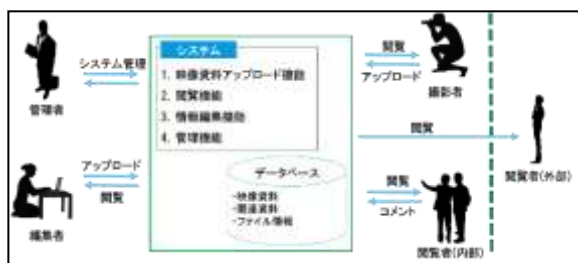 システム
1. 映像資料アップロード機能
2. 閲覧機能
3. 情報編集機能
4. 管理機能
データベース
-映像資料
-関連資料
-ファイル情報
システム管理
管理者
アップロード
閲覧
編集者
閲覧
アップロード
撮影者
閲覧
閲覧者(外部)
閲覧
コメント
閲覧者(内部)